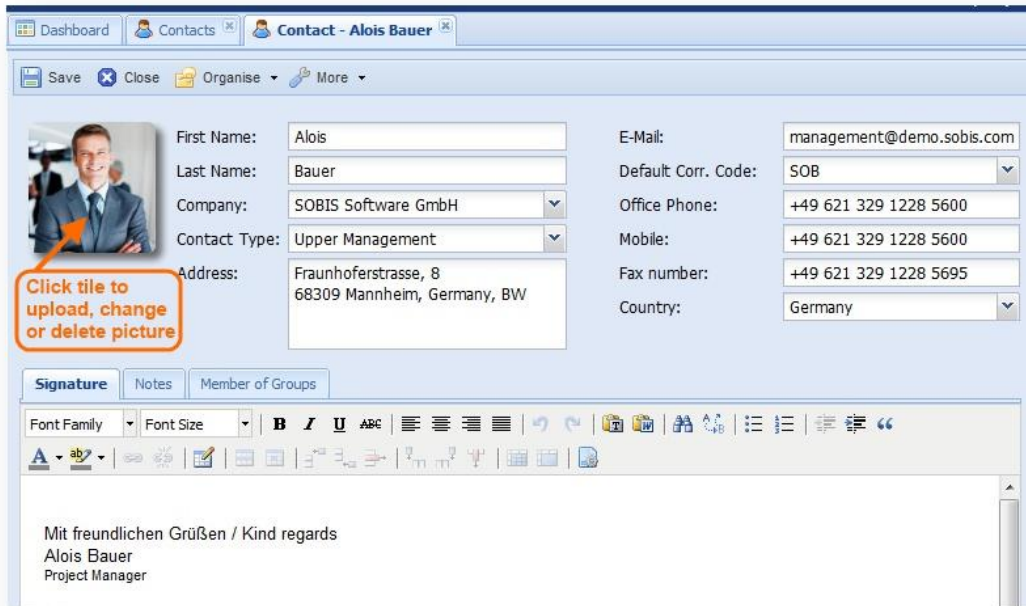 Dashboard Contacts Contact - Alois Bauer
Save Close Organise More
First Name: Alois
Last Name: Bauer
Company: SOBIS Software GmbH
Contact Type: Upper Management
Address: Fraunhoferstrasse, 8
68309 Mannheim, Germany, BW
E-Mail: management@demo.sobis.com
Default Corr. Code: SOB
Office Phone: +49 621 329 1228 5600
Mobile: +49 621 329 1228 5600
Fax number: +49 621 329 1228 5695
Country: Germany
Click tile to
upload, change
or delete picture
Signature Notes Member of Groups
Font Family Font Size B I U ABC
A ab
Mit freundlichen Grüßen / Kind regards
Alois Bauer
Project Manager